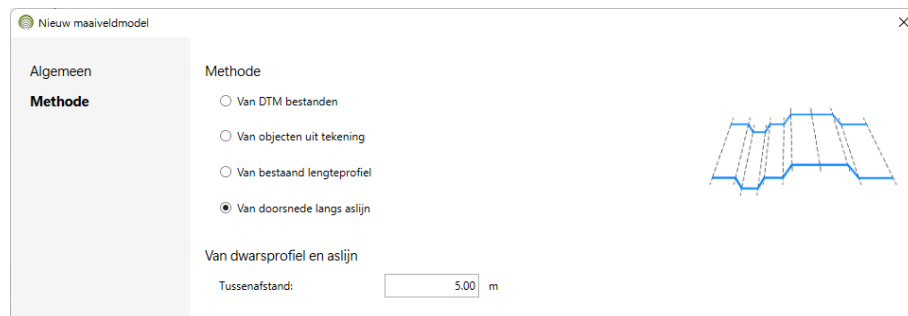 Nieuw maaiveldmodel
Algemeen
Methode
Methode
Van DTM bestanden
Van objecten uit tekening
Van bestaand lengteprofiel
Van doorsnede langs aslijn
Van dwarsprofiel en aslijn
Tussenafstand: 5.00 m